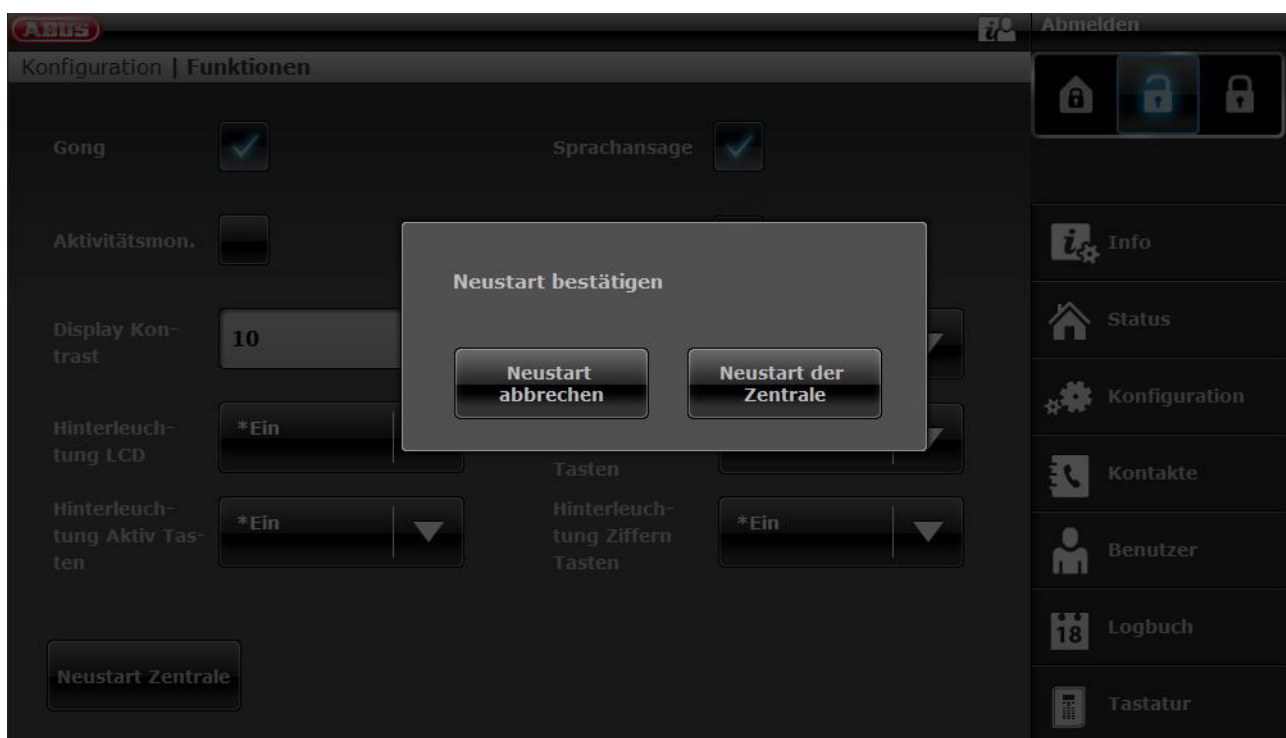 ABUS
Abmelden
Konfiguration | Funktionen
Gong
Sprachansage
Aktivitätsmon.
Info
Neustart bestätigen
Display Kon-
trast
10
Status
Neustart
abbrechen
Neustart der
Zentrale
Konfiguration
Hinterleuch-
tung LCD
*Ein
Tasten
Kontakte
Hinterleuch-
tung Aktiv Tas-
ten
*Ein
Hinterleuch-
tung Ziffern
Tasten
*Ein
Benutzer
18
Logbuch
Neustart Zentrale
Tastatur